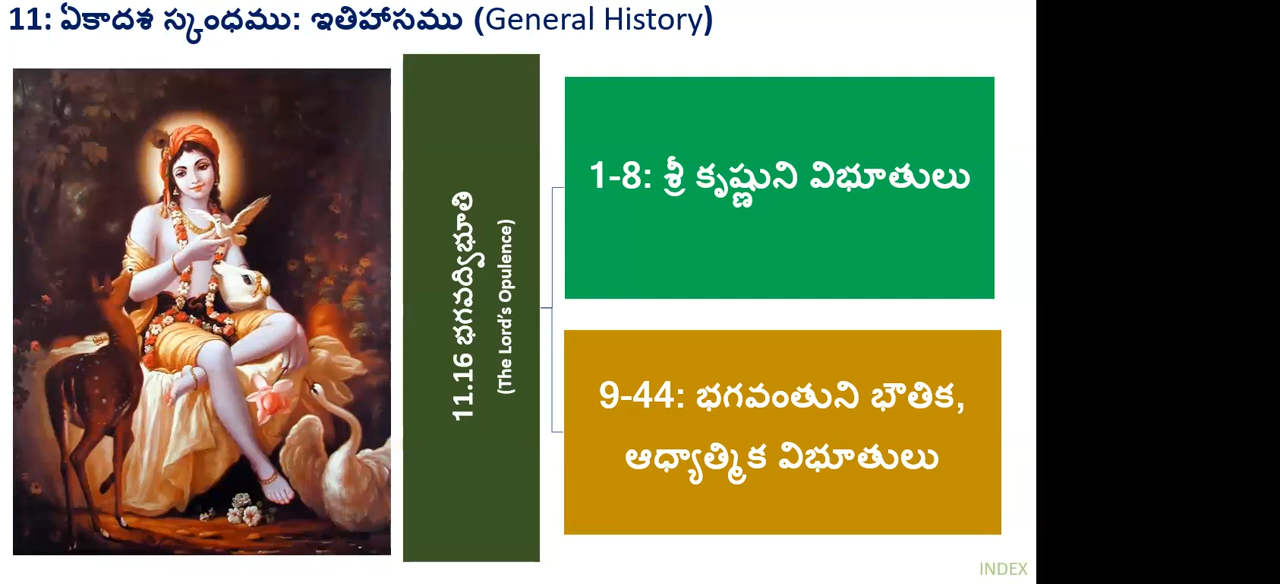 11: ఏకాదశ స్కంధము: ఇతిహాసము (General History)
11.16 భగవద్విభూతి
(The Lord's Opulence)
1-8: శ్రీ కృష్ణుని విభూతులు
9-44: భగవంతుని భౌతిక,
ఆధ్యాత్మిక విభూతులు
INDEX